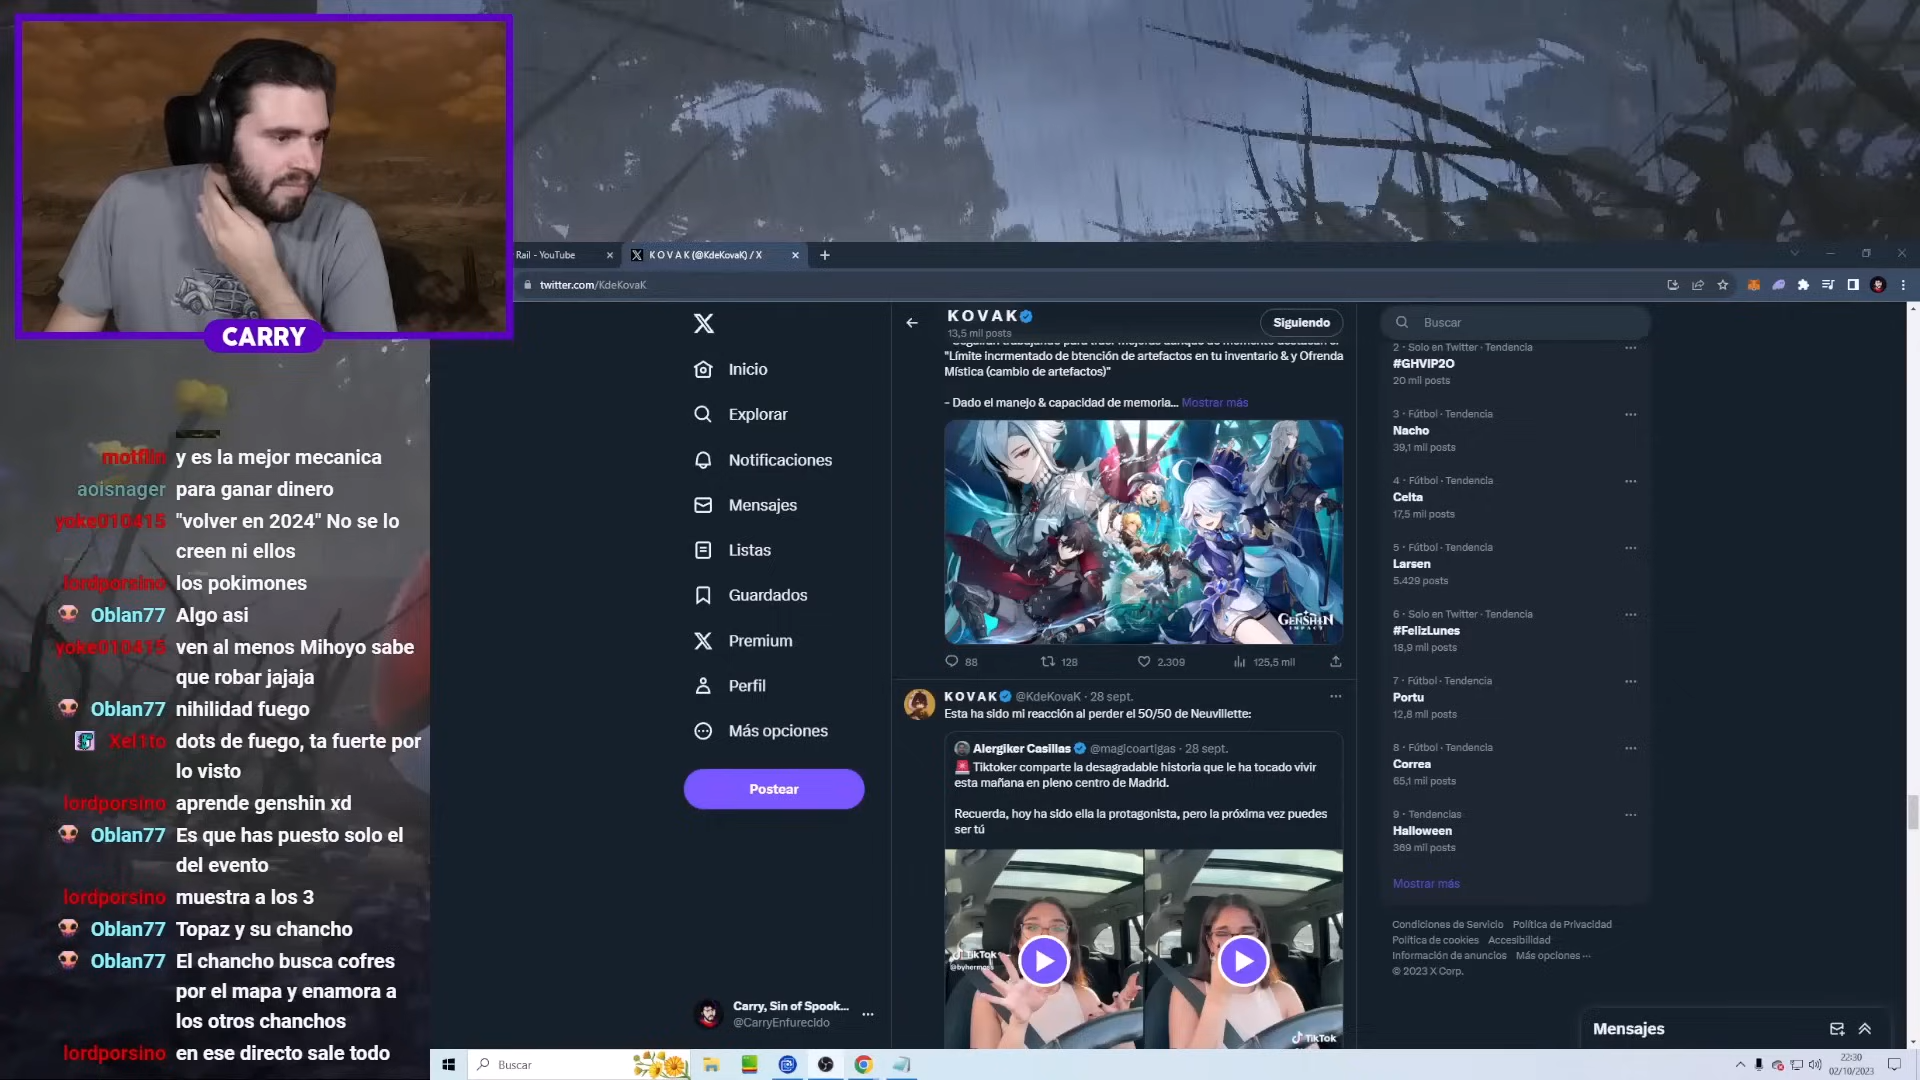 CARRY
motflin y es la mejor mecanica
aoisnager para ganar dinero
yoke010415 "volver en 2024" No se lo
creen ni ellos
lordporsino los pokimones
Oblan77 Algo asi
yoke010415 ven al menos Mihoyo sabe
que robar jajaja
Oblan77 nihilidad fuego
Xel1to dots de fuego, ta fuerte por
lo visto
lordporsino aprende genshin xd
Oblan77 Es que has puesto solo el
del evento
lordporsino muestra a los 3
Oblan77 Topaz y su chancho
Oblan77 El chancho busca cofres
por el mapa y enamora a
los otros chanchos
lordporsino en ese directo sale todo
Rail - YouTube
K O V A K (@KdeKovaK) / X
twitter.com/KdeKovaK
Inicio
Explorar
Notificaciones
Mensajes
Listas
Guardados
Premium
Perfil
Más opciones
Postear
Carry, Sin of Spook...
@CarryEnfurecido
K O V A K
13,5 mil posts
Siguiendo
"Límite incrmentado de btención de artefactos en tu inventario & y Ofrenda
Mística (cambio de artefactos)"
- Dado el manejo & capacidad de memoria... Mostrar más
GENSHIN
IMPACT
88
128
2.309
125,5 mil
K O V A K @KdeKovaK · 28 sept.
Esta ha sido mi reacción al perder el 50/50 de Neuvillette:
Alergiker Casillas @magicoartigas · 28 sept.
Tiktoker comparte la desagradable historia que le ha tocado vivir
esta mañana en pleno centro de Madrid.
Recuerda, hoy ha sido ella la protagonista, pero la próxima vez puedes
ser tú
TikTok
TikTok
Buscar
2 · Solo en Twitter · Tendencia
#GHVIP20
20 mil posts
3 · Fútbol · Tendencia
Nacho
39,1 mil posts
4 · Fútbol · Tendencia
Celta
17,5 mil posts
5 · Fútbol · Tendencia
Larsen
5.429 posts
6 · Solo en Twitter · Tendencia
#FelizLunes
18,9 mil posts
7 · Fútbol · Tendencia
Portu
12,8 mil posts
8 · Fútbol · Tendencia
Correa
65,1 mil posts
9 · Tendencias
Halloween
369 mil posts
Mostrar más
Condiciones de Servicio Política de Privacidad
Política de cookies Accesibilidad
Información de anuncios Más opciones ···
© 2023 X Corp.
Mensajes
Buscar
22:30
02/10/2023